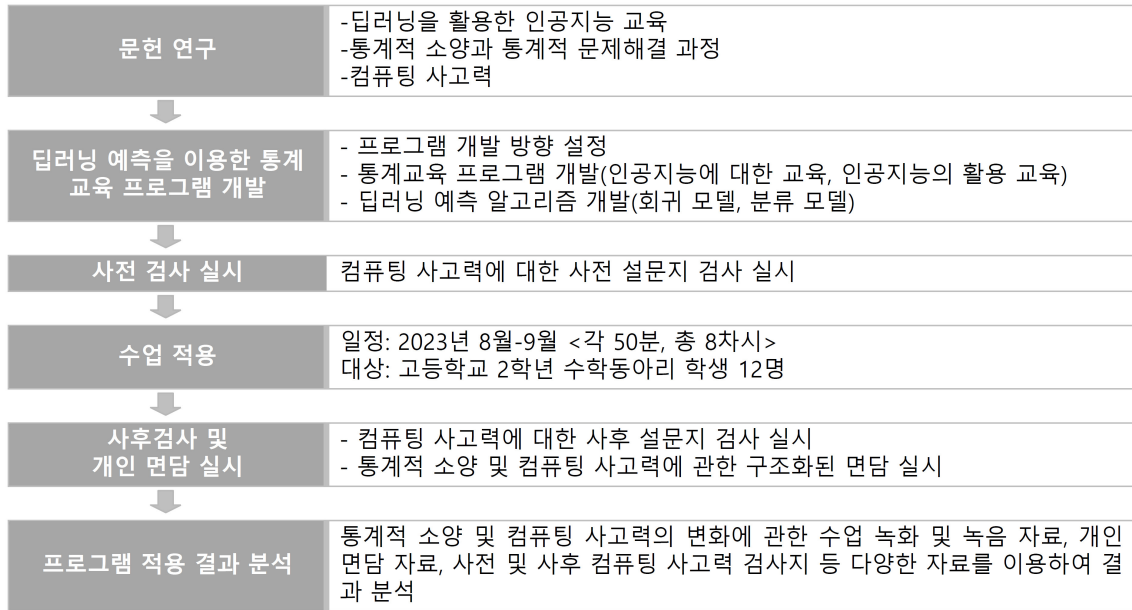 문헌 연구
-딥러닝을 활용한 인공지능 교육
-통계적 소양과 통계적 문제해결 과정
-컴퓨팅 사고력
딥러닝 예측을 이용한 통계
교육 프로그램 개발
- 프로그램 개발 방향 설정
- 통계교육 프로그램 개발(인공지능에 대한 교육, 인공지능의 활용 교육)
- 딥러닝 예측 알고리즘 개발(회귀 모델, 분류 모델)
사전 검사 실시
컴퓨팅 사고력에 대한 사전 설문지 검사 실시
수업 적용
일정: 2023년 8월-9월 <각 50분, 총 8차시>
대상: 고등학교 2학년 수학동아리 학생 12명
사후검사 및
개인 면담 실시
- 컴퓨팅 사고력에 대한 사후 설문지 검사 실시
- 통계적 소양 및 컴퓨팅 사고력에 관한 구조화된 면담 실시
프로그램 적용 결과 분석
통계적 소양 및 컴퓨팅 사고력의 변화에 관한 수업 녹화 및 녹음 자료, 개인
면담 자료, 사전 및 사후 컴퓨팅 사고력 검사지 등 다양한 자료를 이용하여 결
과 분석